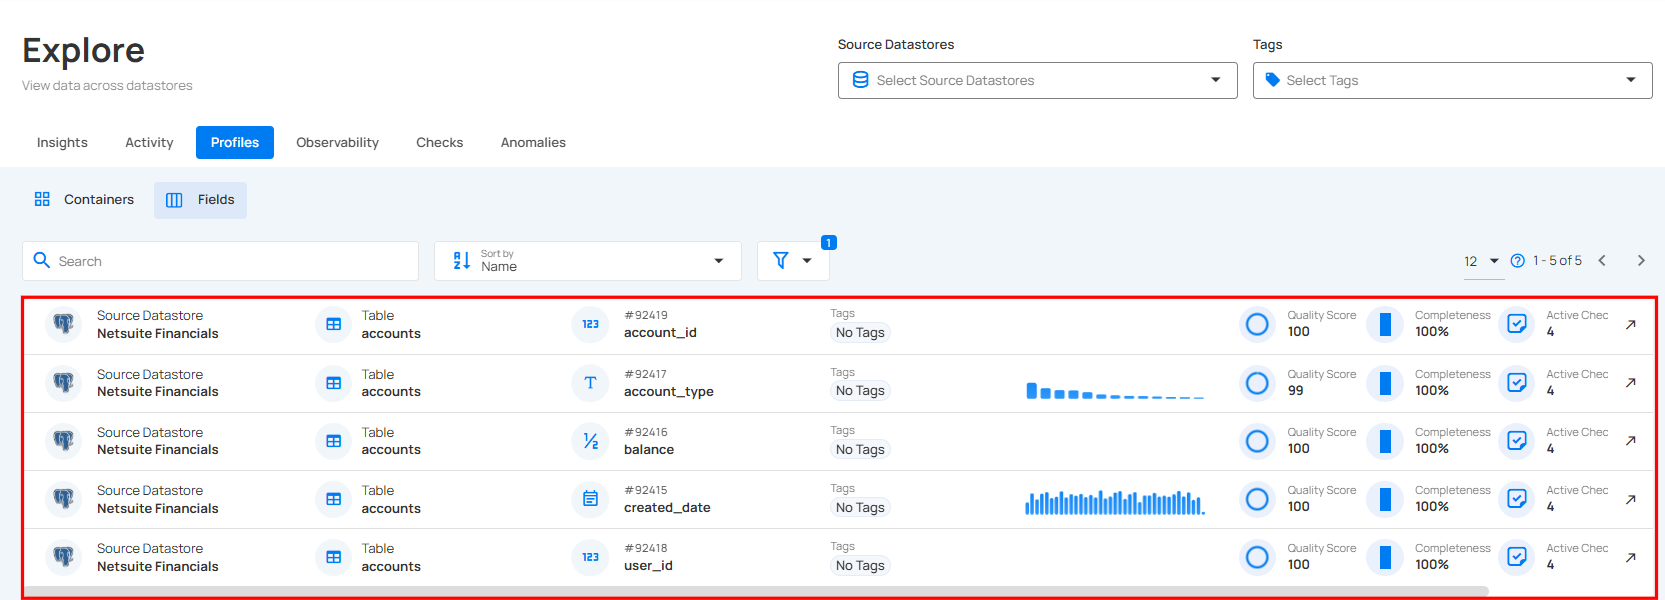 Explore
View data across datastores
Source Datastores
Select Source Datastores
Tags
Select Tags
Insights Activity Profiles Observability Checks Anomalies
Containers Fields
Search
Sort by
Name
1
12 1 - 5 of 5
Source Datastore Table #92419 Tags Quality Score Completeness Active Chec
Netsuite Financials accounts 123 account_id No Tags 100 100% 4
Source Datastore Table #92417 Tags Quality Score Completeness Active Chec
Netsuite Financials accounts T account_type No Tags 99 100% 4
Source Datastore Table #92416 Tags Quality Score Completeness Active Chec
Netsuite Financials accounts ½ balance No Tags 100 100% 4
Source Datastore Table #92415 Tags Quality Score Completeness Active Chec
Netsuite Financials accounts created_date No Tags 100 100% 4
Source Datastore Table #92418 Tags Quality Score Completeness Active Chec
Netsuite Financials accounts 123 user_id No Tags 100 100% 4